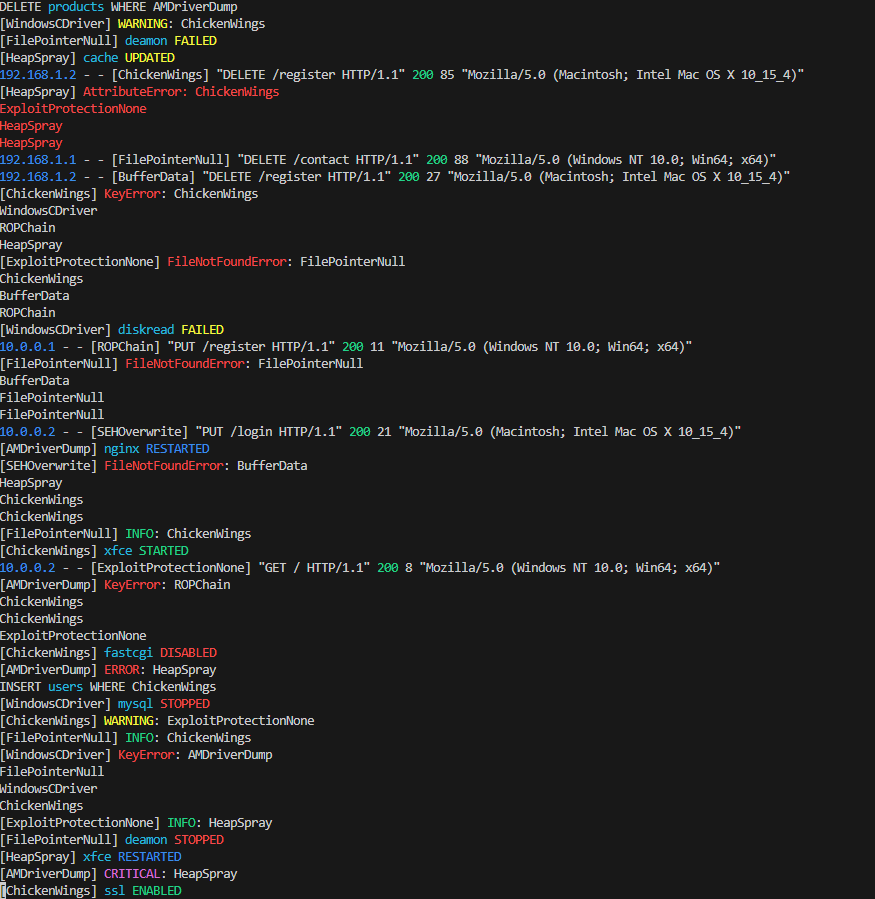 DELETE products WHERE AMDriverDump
[WindowsCDriver] WARNING: ChickenWings
[FilePointerNull] deamon FAILED
[HeapSpray] cache UPDATED
192.168.1.2 - - [ChickenWings] "DELETE /register HTTP/1.1" 200 85 "Mozilla/5.0 (Macintosh; Intel Mac OS X 10_15_4)"
[HeapSpray] AttributeError: ChickenWings
ExploitProtectionNone
HeapSpray
HeapSpray
192.168.1.1 - - [FilePointerNull] "DELETE /contact HTTP/1.1" 200 88 "Mozilla/5.0 (Windows NT 10.0; Win64; x64)"
192.168.1.2 - - [BufferData] "DELETE /register HTTP/1.1" 200 27 "Mozilla/5.0 (Macintosh; Intel Mac OS X 10_15_4)"
[ChickenWings] KeyError: ChickenWings
WindowsCDriver
ROPChain
HeapSpray
[ExploitProtectionNone] FileNotFoundError: FilePointerNull
ChickenWings
BufferData
ROPChain
[WindowsCDriver] diskread FAILED
10.0.0.1 - - [ROPChain] "PUT /register HTTP/1.1" 200 11 "Mozilla/5.0 (Windows NT 10.0; Win64; x64)"
[FilePointerNull] FileNotFoundError: FilePointerNull
BufferData
FilePointerNull
FilePointerNull
10.0.0.2 - - [SEHOverwrite] "PUT /login HTTP/1.1" 200 21 "Mozilla/5.0 (Macintosh; Intel Mac OS X 10_15_4)"
[AMDriverDump] nginx RESTARTED
[SEHOverwrite] FileNotFoundError: BufferData
HeapSpray
ChickenWings
ChickenWings
[FilePointerNull] INFO: ChickenWings
[ChickenWings] xfce STARTED
10.0.0.2 - - [ExploitProtectionNone] "GET / HTTP/1.1" 200 8 "Mozilla/5.0 (Windows NT 10.0; Win64; x64)"
[AMDriverDump] KeyError: ROPChain
ChickenWings
ChickenWings
ExploitProtectionNone
[ChickenWings] fastcgi DISABLED
[AMDriverDump] ERROR: HeapSpray
INSERT users WHERE ChickenWings
[WindowsCDriver] mysql STOPPED
[ChickenWings] WARNING: ExploitProtectionNone
[FilePointerNull] INFO: ChickenWings
[WindowsCDriver] KeyError: AMDriverDump
FilePointerNull
WindowsCDriver
ChickenWings
[ExploitProtectionNone] INFO: HeapSpray
[FilePointerNull] deamon STOPPED
[HeapSpray] xfce RESTARTED
[AMDriverDump] CRITICAL: HeapSpray
[ChickenWings] ssl ENABLED